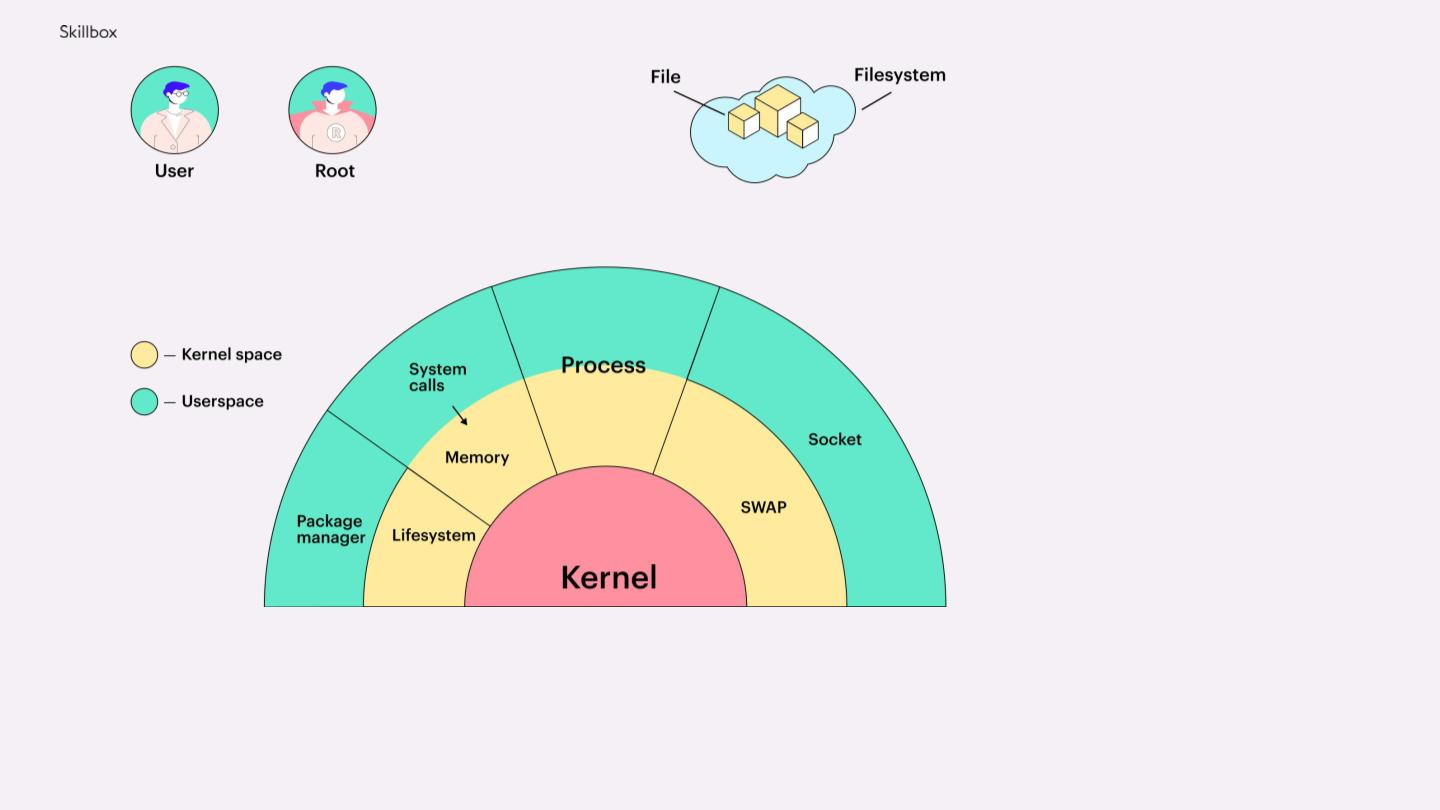 Skillbox
File
Filesystem
User
Root
— Kernel space
— Userspace
System
calls
Process
Memory
Socket
SWAP
Package
manager
Lifesystem
Kernel